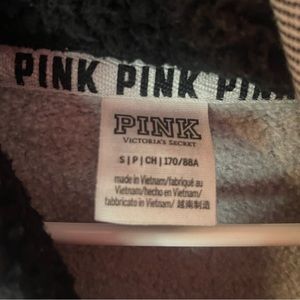 PINK PINK PINK
PINK
VICTORIA'S SECRET
S | P | CH | 170/88A
made in Vietnam/fabriqué au
Vietnam/hecho en Vietnam/
fabbricato in Vietnam / 越南制造